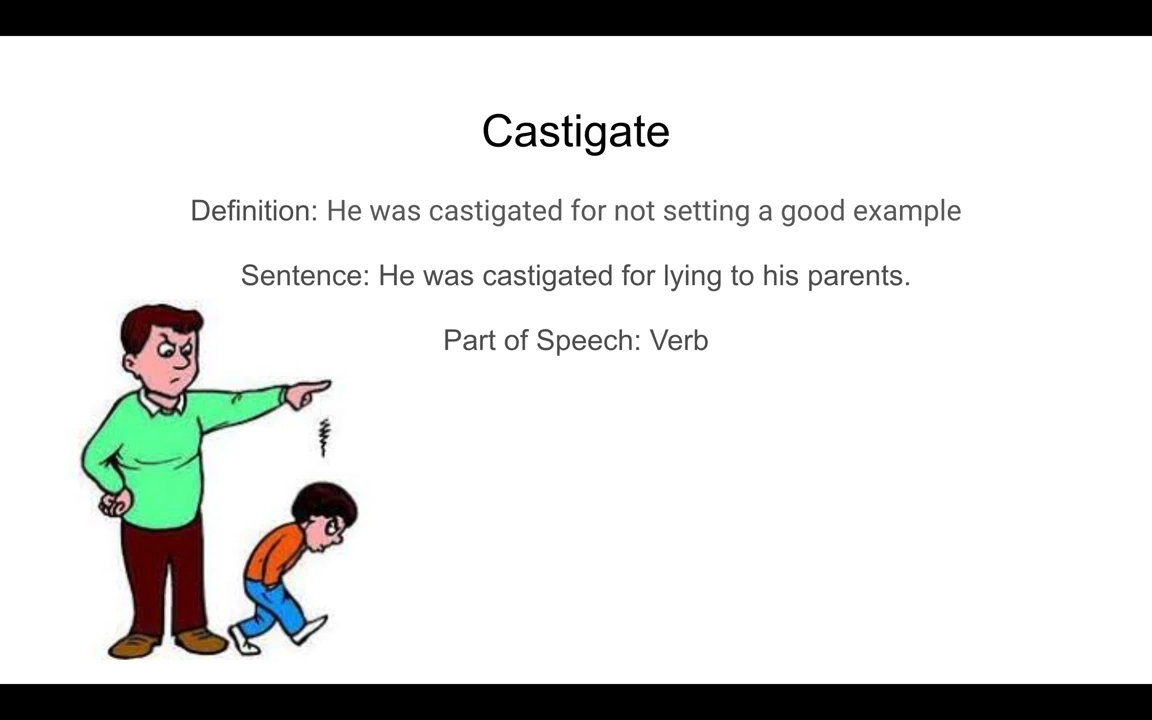 Castigate
Definition: He was castigated for not setting a good example
Sentence: He was castigated for lying to his parents.
Part of Speech: Verb